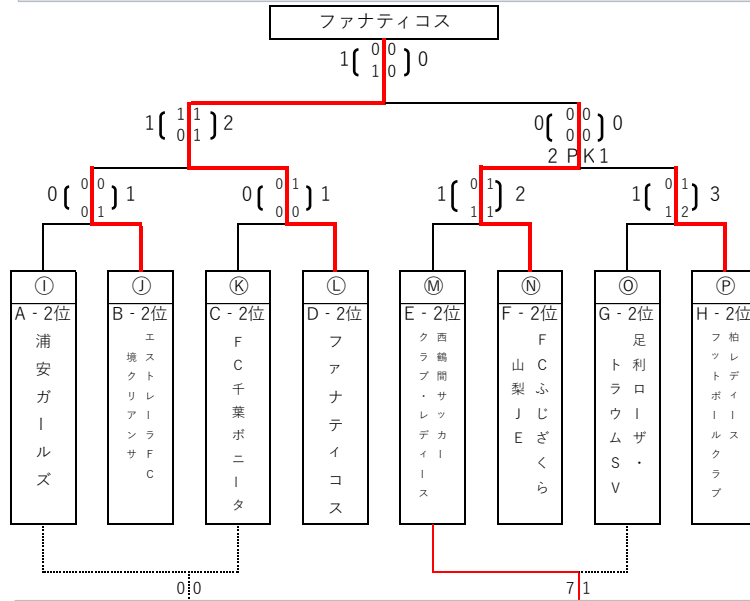 ファナティコス
1 ( 0 0 ) 0
1 0
1 ( 1 1 ) 2
0 1
0 ( 0 0 ) 0
0 0
2 PK1
0 ( 0 0 ) 1
0 1
0 ( 0 1 ) 1
0 0
1 ( 0 1 ) 2
1 1
1 ( 0 1 ) 3
1 2
Ⓘ
A - 2位
浦安ガールズ
Ⓙ
B - 2位
エストレーラFC
境クリアンサ
Ⓚ
C - 2位
FC千葉ボニータ
Ⓛ
D - 2位
ファナティコス
Ⓜ
E - 2位
西鶴間サッカー
クラブ・レディース
Ⓝ
F - 2位
FCふじざくら
山梨JE
Ⓞ
G - 2位
足利ローザ・
トラウムSV
Ⓟ
H - 2位
柏レディース
フットボールクラブ
0 0
7 1